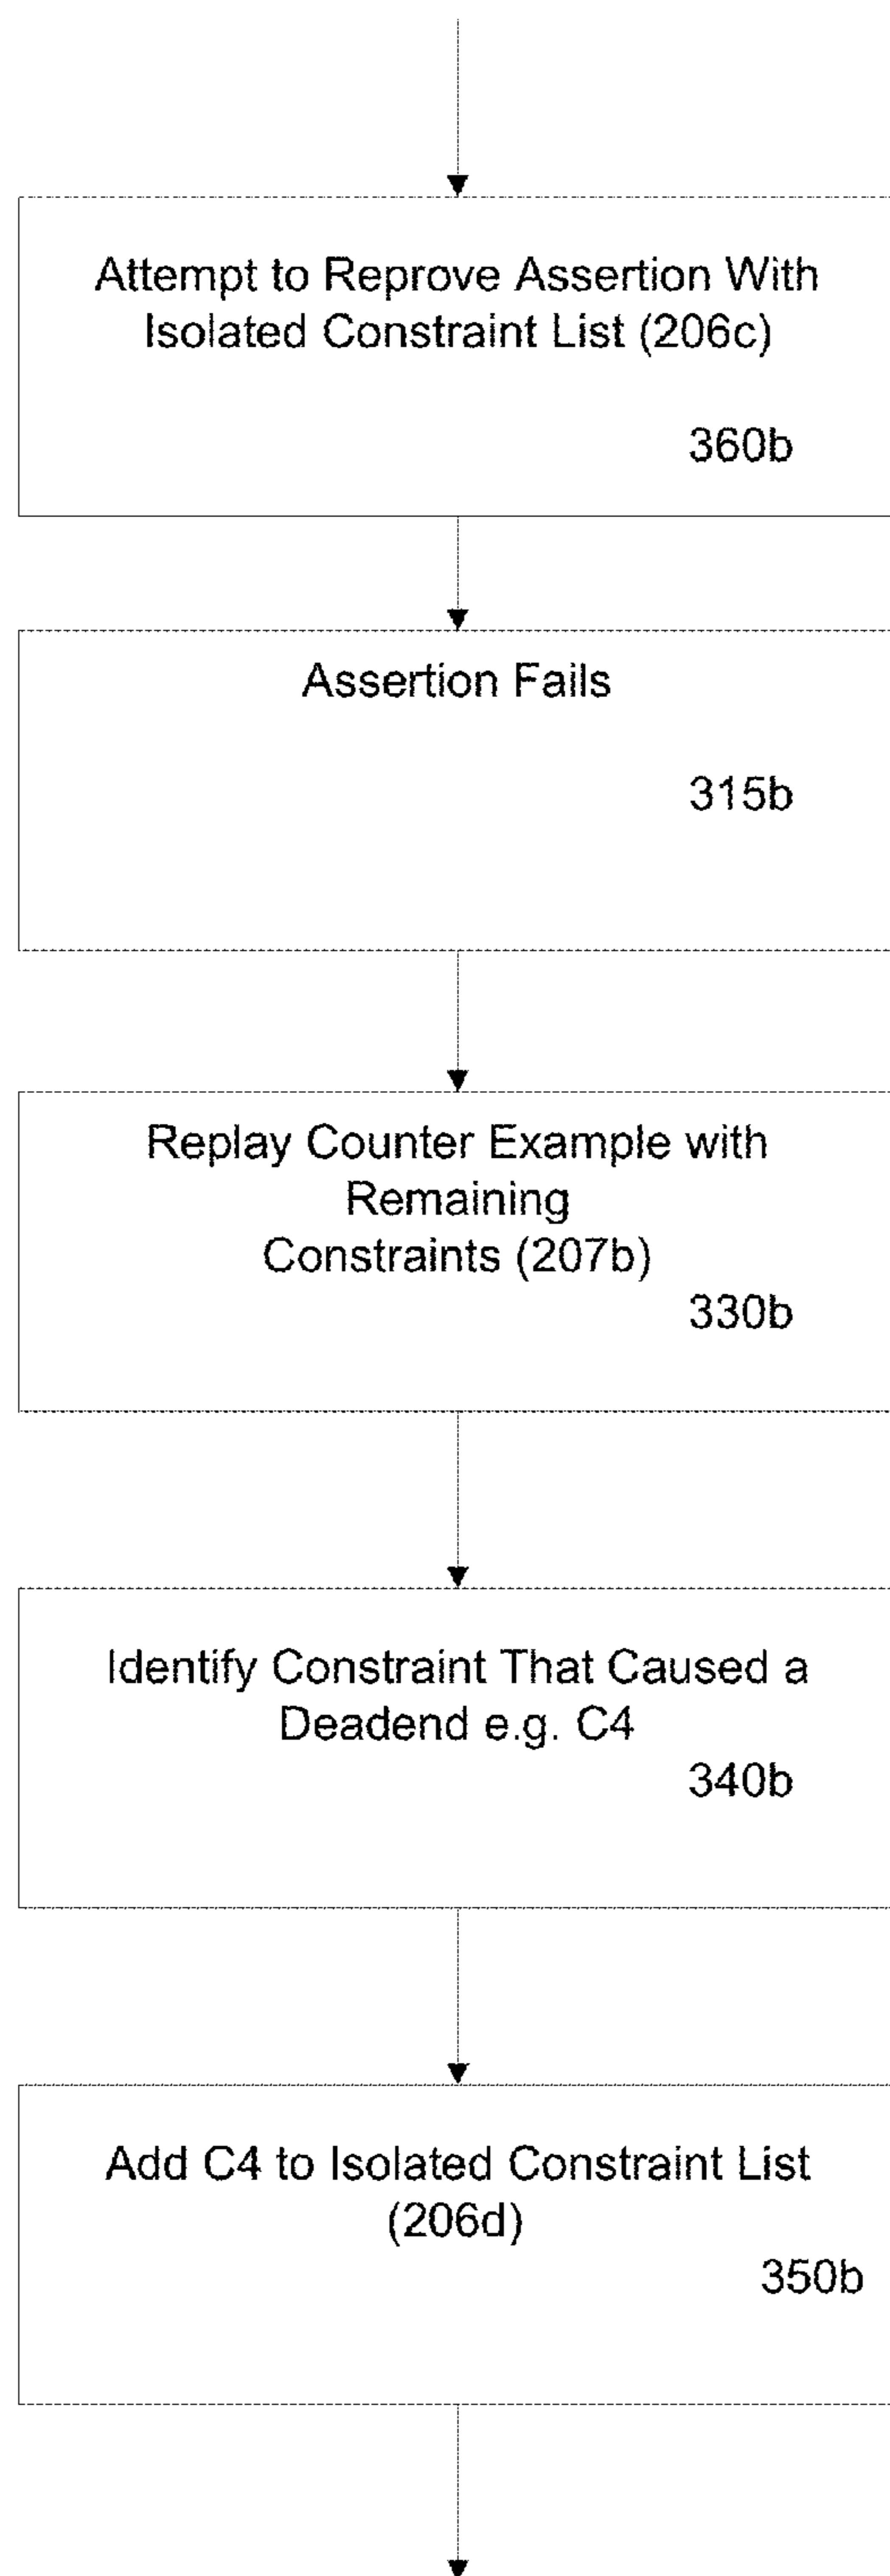 Attempt to Reprove Assertion With
Isolated Constraint List (206c)
360b
Assertion Fails
315b
Replay Counter Example with
Remaining
Constraints (207b)
330b
Identify Constraint That Caused a
Deadend e.g. C4
340b
Add C4 to Isolated Constraint List
(206d)
350b